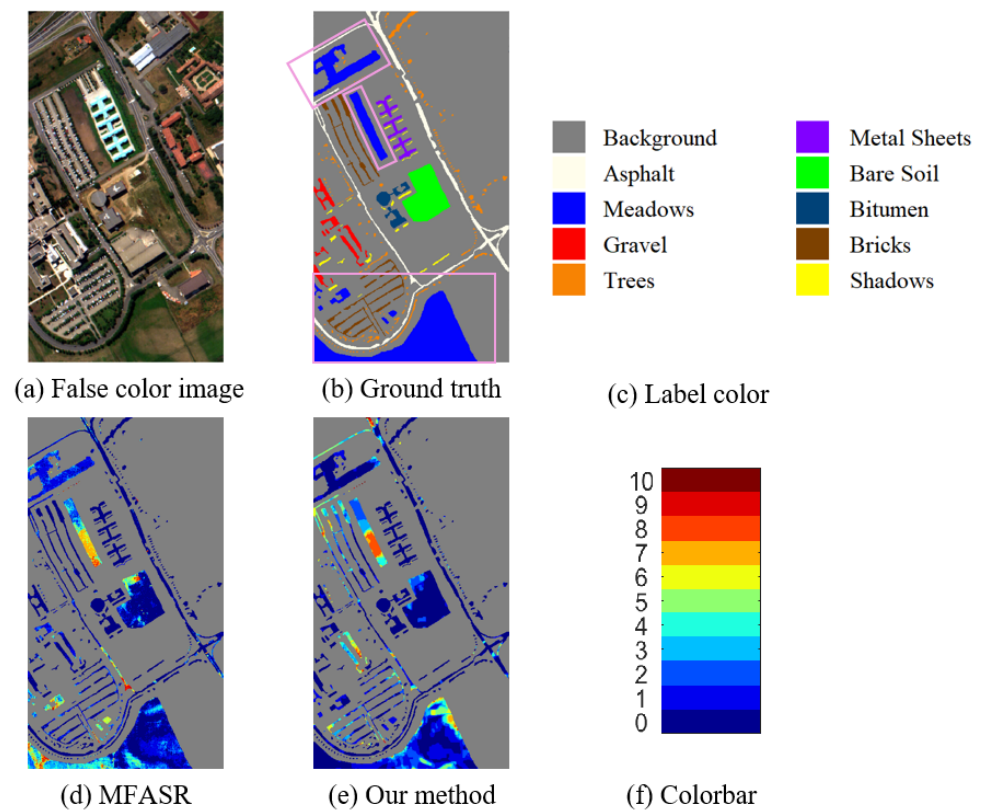 (a) False color image
(b) Ground truth
Background
Asphalt
Meadows
Gravel
Trees
Metal Sheets
Bare Soil
Bitumen
Bricks
Shadows
(c) Label color
(d) MFASR
(e) Our method
10
9
8
7
6
5
4
3
2
1
0
(f) Colorbar